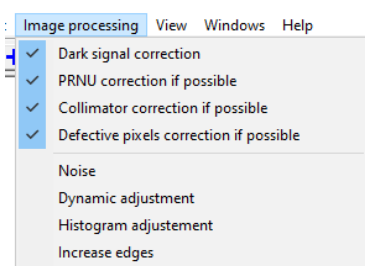 Image processing View Windows Help
Dark signal correction
PRNU correction if possible
Collimator correction if possible
Defective pixels correction if possible
Noise
Dynamic adjustment
Histogram adjustement
Increase edges